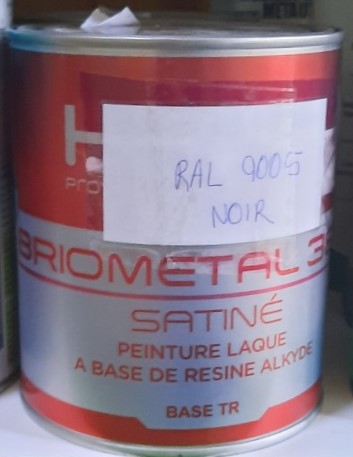 RAL 9005
NOIR
BRIOMETAL
SATINÉ
PEINTURE LAQUE
A BASE DE RESINE ALKYDE
BASE TR